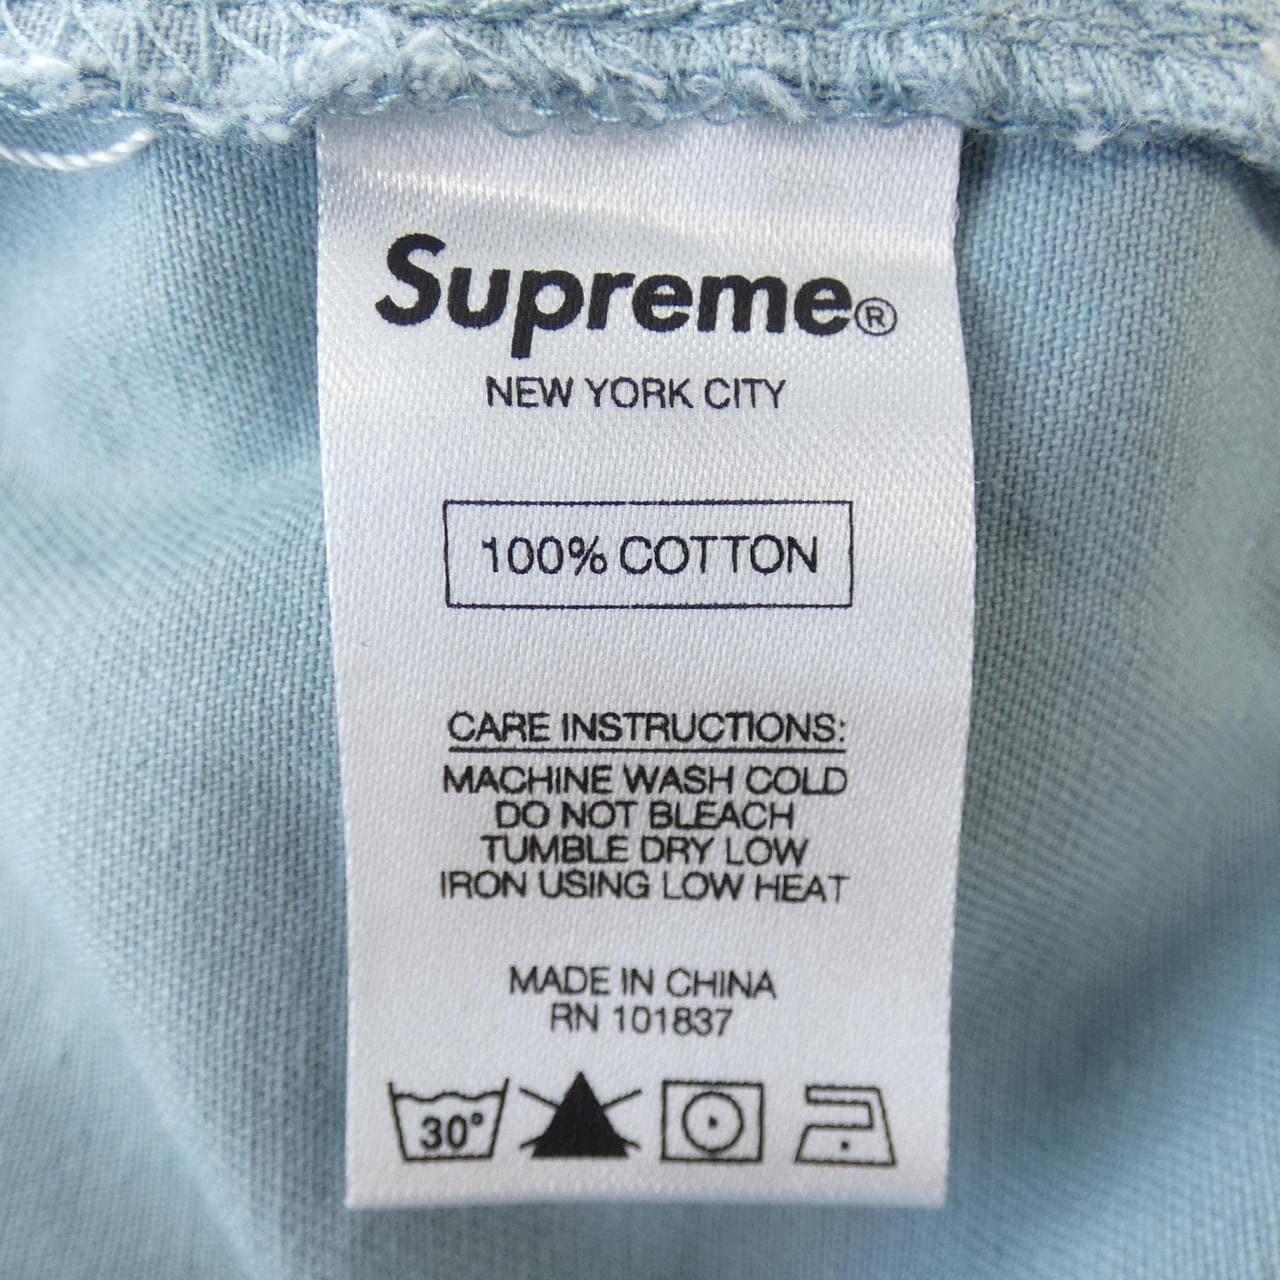 Supreme®
NEW YORK CITY
100% COTTON
CARE INSTRUCTIONS:
MACHINE WASH COLD
DO NOT BLEACH
TUMBLE DRY LOW
IRON USING LOW HEAT
MADE IN CHINA
RN 101837
30°